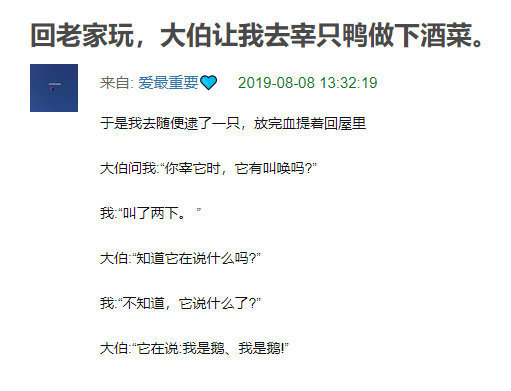 回老家玩，大伯让我去宰只鸭做下酒菜。
来自: 爱最重要💙 2019-08-08 13:32:19
于是我去随便逮了一只，放完血提着回屋里
大伯问我:“你宰它时，它有叫唤吗?”
我:“叫了两下。 ”
大伯:“知道它在说什么吗?”
我:“不知道，它说什么了?”
大伯:“它在说:我是鹅、我是鹅!”